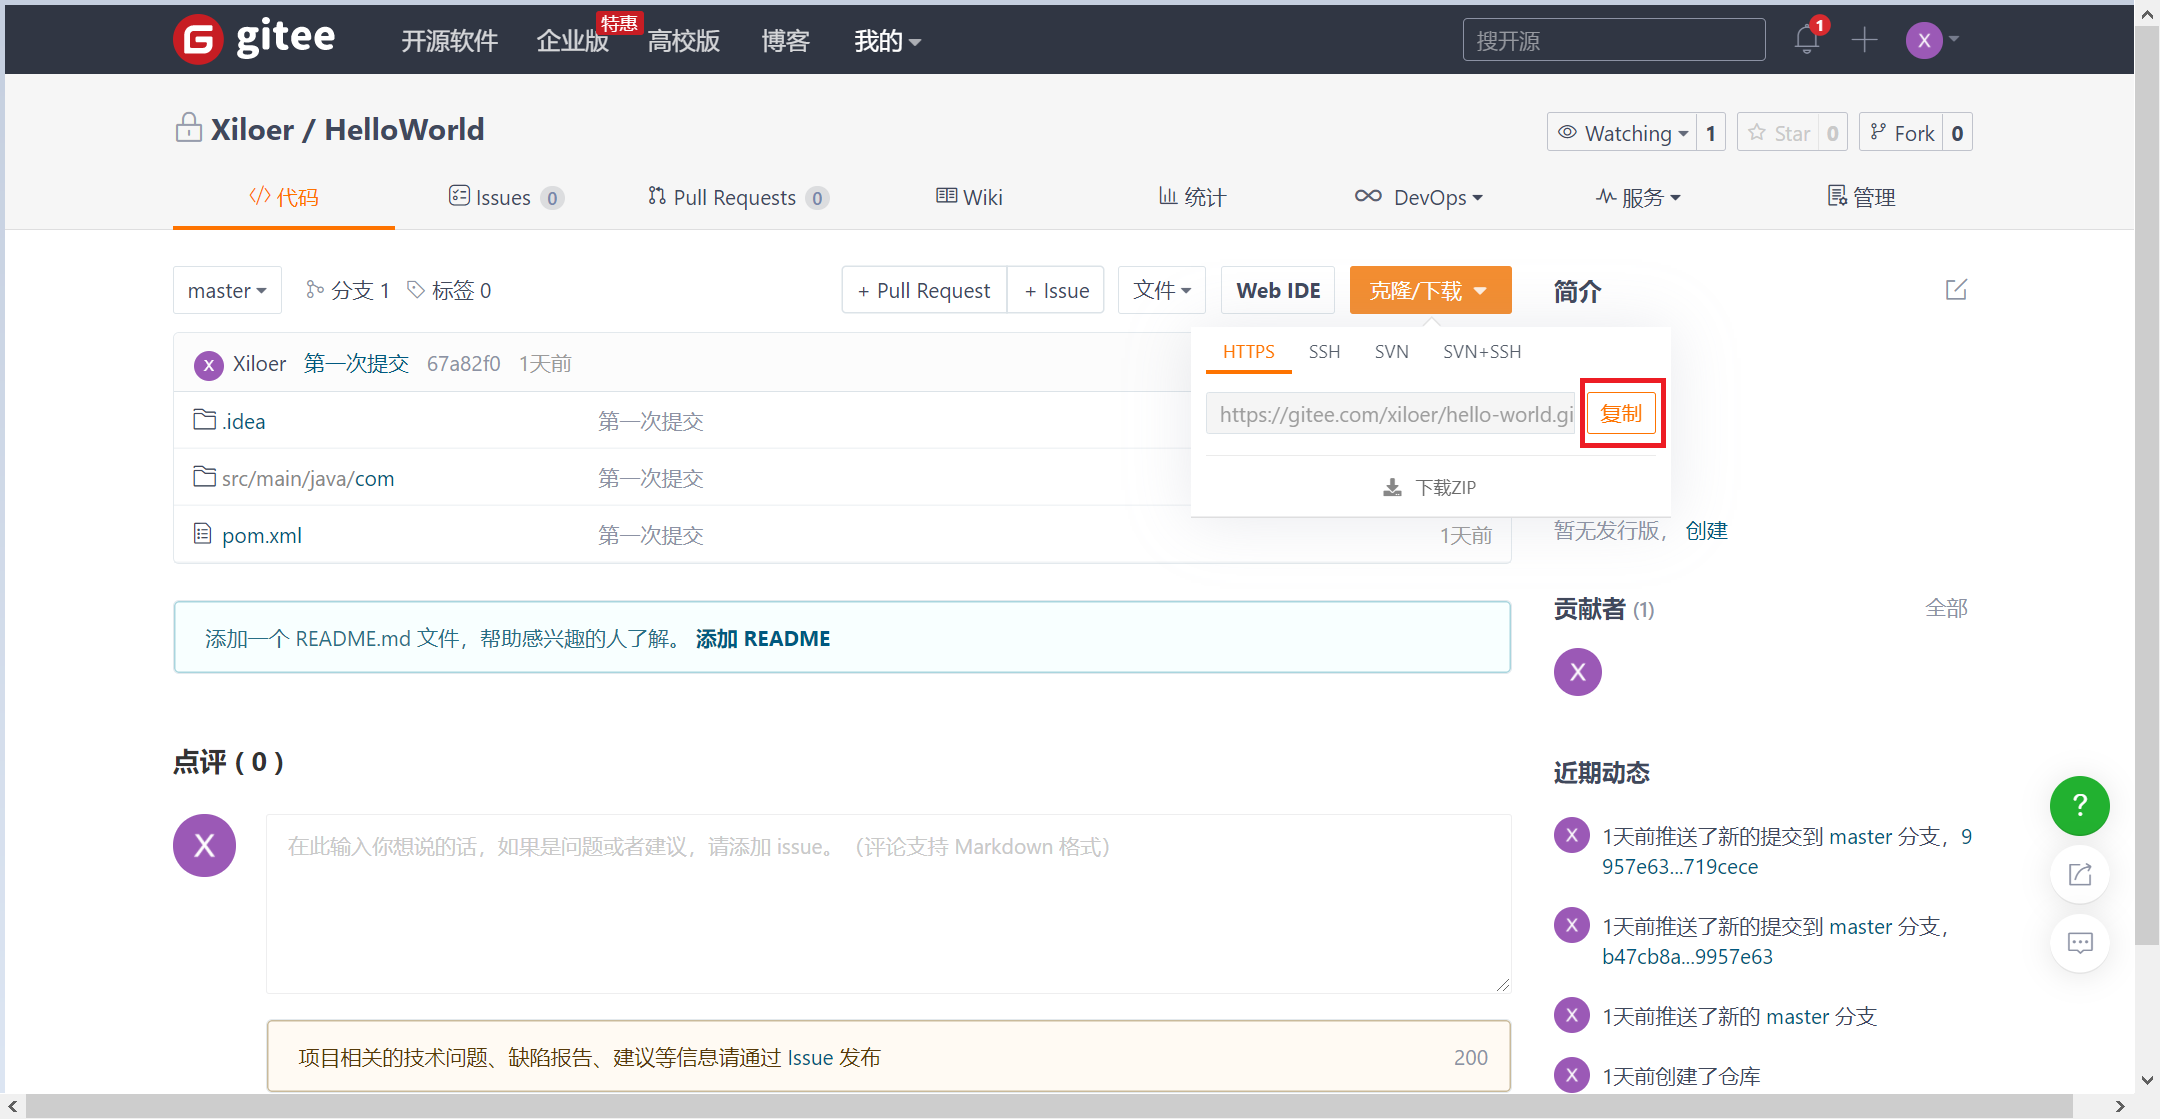 gitee 开源软件 企业版 特惠 高校版 博客 我的 搜开源 1 X
Xiloer / HelloWorld Watching 1 Star 0 Fork 0
代码 Issues 0 Pull Requests 0 Wiki 统计 DevOps 服务 管理
master 分支 1 标签 0 + Pull Request + Issue 文件 Web IDE 克隆/下载 简介
HTTPS SSH SVN SVN+SSH
X Xiloer 第一次提交 67a82f0 1天前
https://gitee.com/xiloer/hello-world.gi 复制
.idea 第一次提交
src/main/java/com 第一次提交
下载ZIP
pom.xml 第一次提交 1天前
暂无发行版， 创建
贡献者 (1) 全部
X
添加一个 README.md 文件，帮助感兴趣的人了解。 添加 README
点评 ( 0 )
近期动态
?
X
在此输入你想说的话，如果是问题或者建议，请添加 issue。（评论支持 Markdown 格式）
X 1天前推送了新的提交到 master 分支，9
957e63...719cece
X 1天前推送了新的提交到 master 分支，
b47cb8a...9957e63
X 1天前推送了新的 master 分支
项目相关的技术问题、缺陷报告、建议等信息请通过 Issue 发布 200
X 1天前创建了仓库